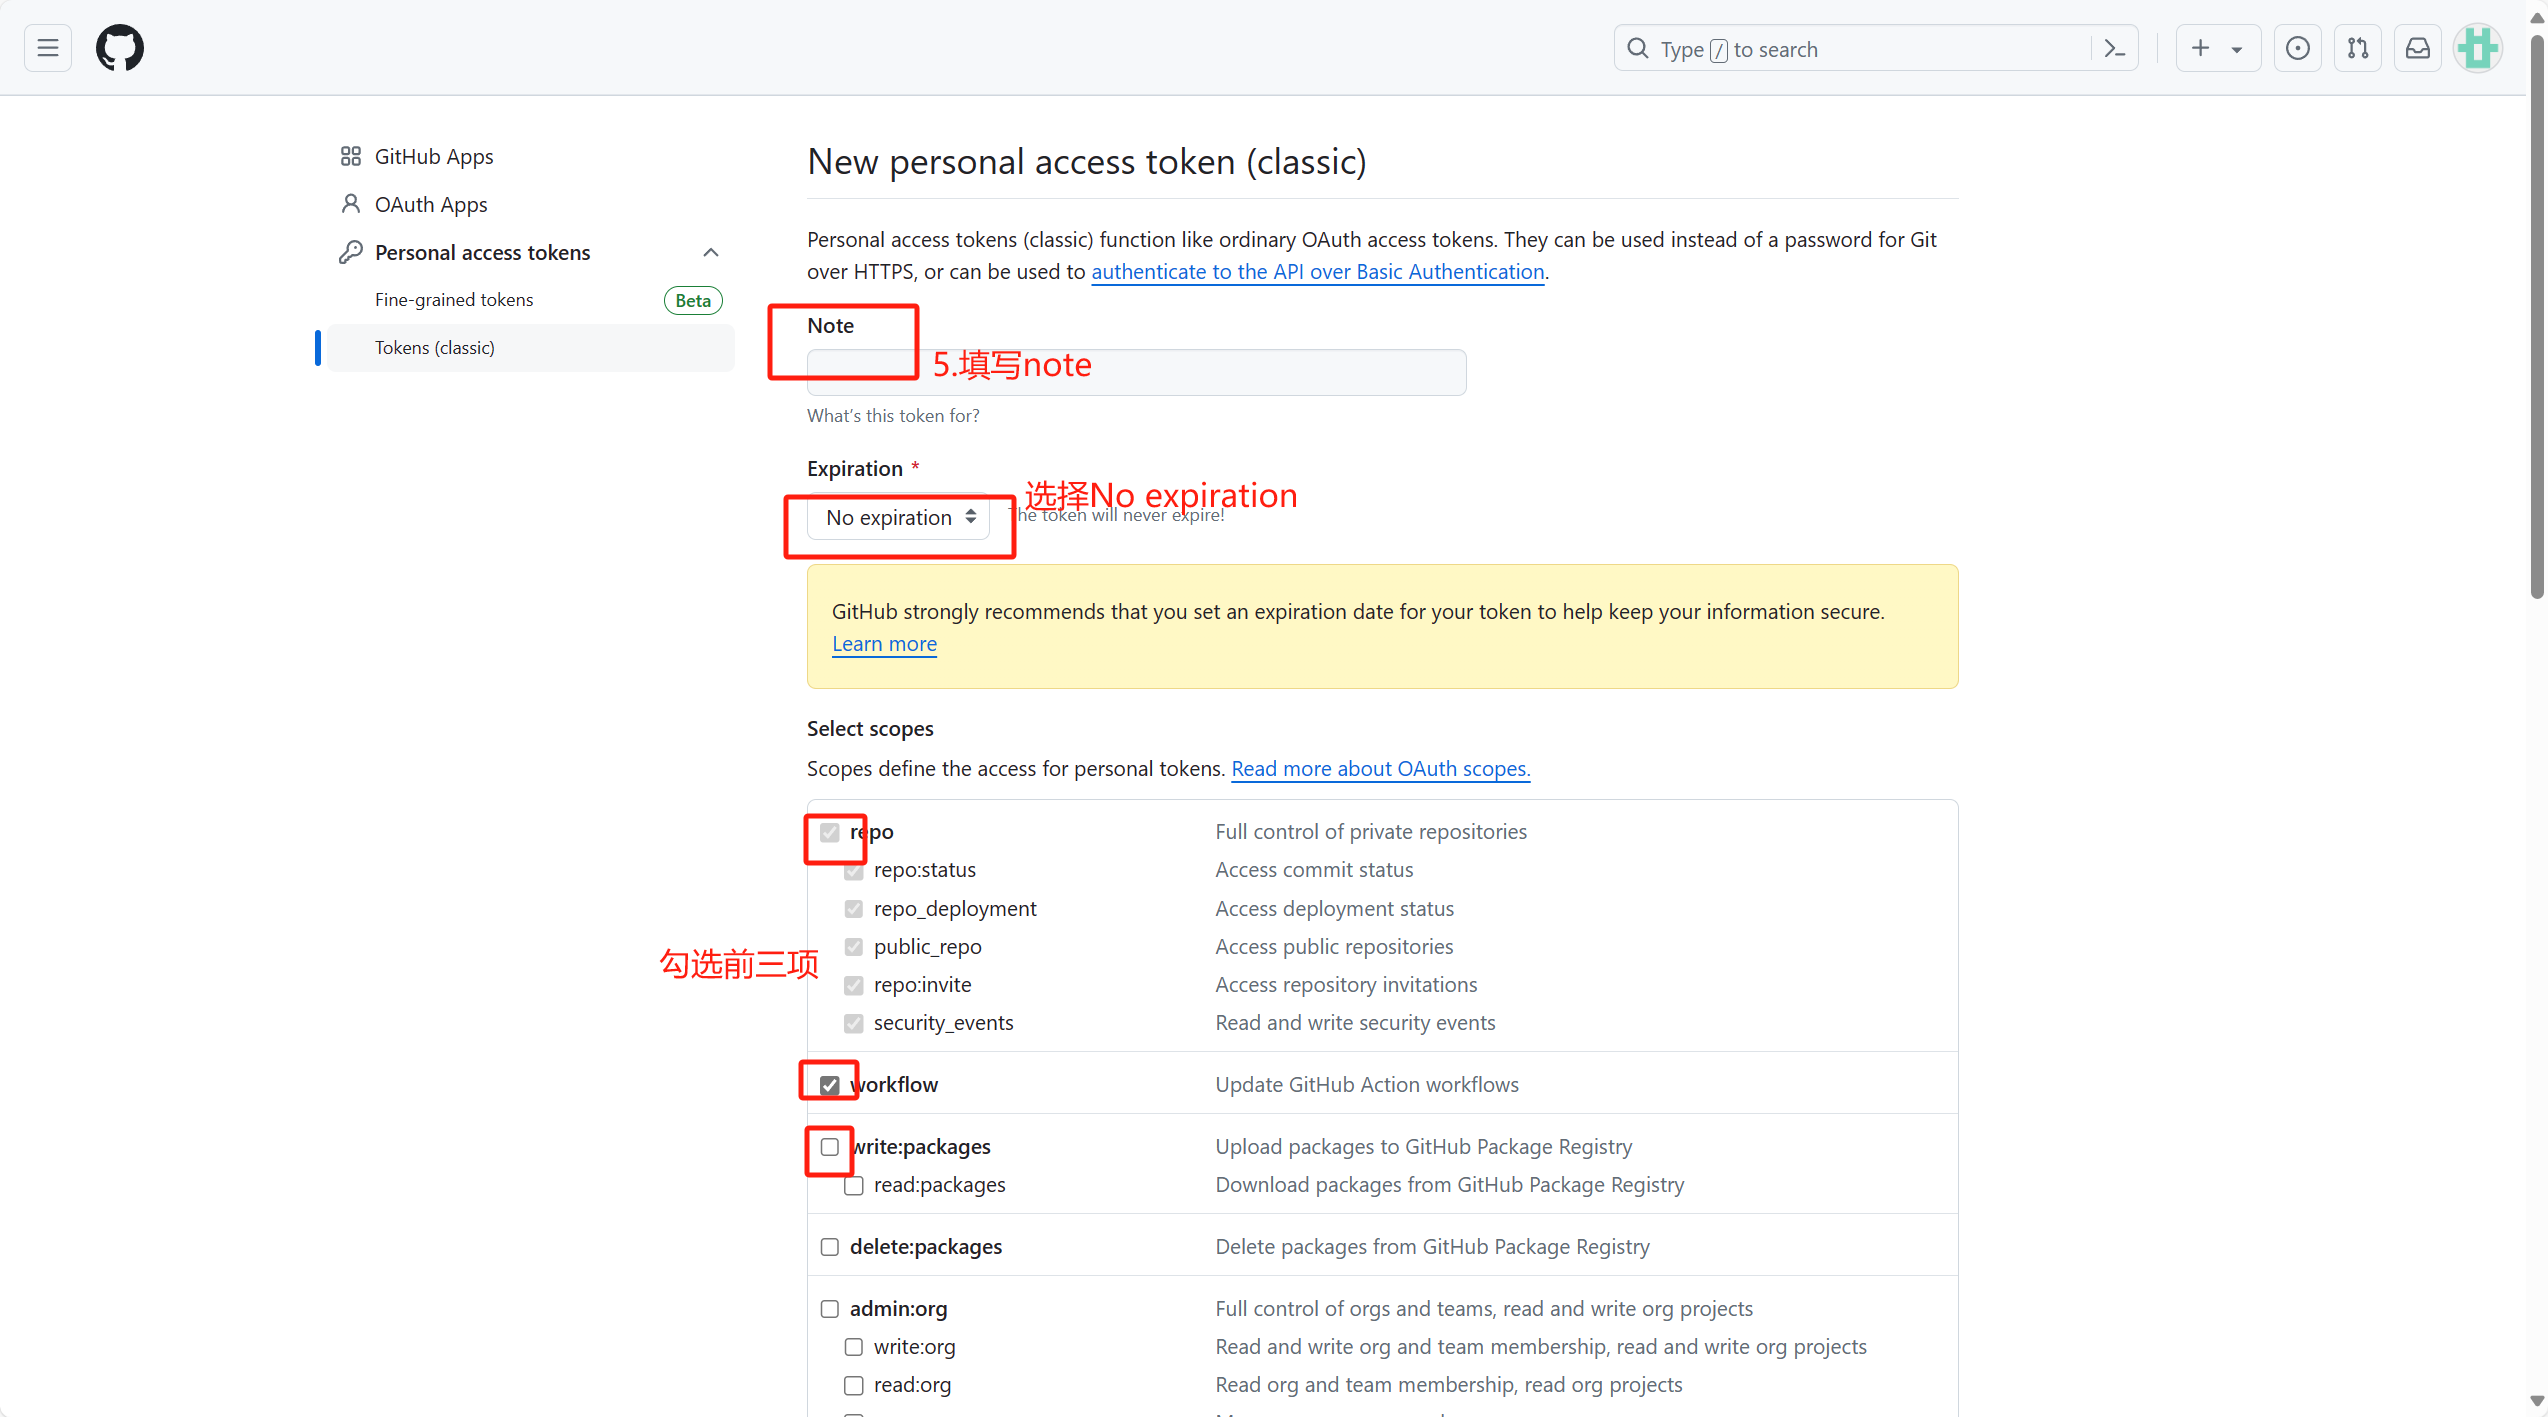 Type / to search
GitHub Apps
OAuth Apps
Personal access tokens
Fine-grained tokens
Beta
Tokens (classic)
New personal access token (classic)
Personal access tokens (classic) function like ordinary OAuth access tokens. They can be used instead of a password for Git
over HTTPS, or can be used to authenticate to the API over Basic Authentication.
Note
5.填写note
What's this token for?
Expiration *
选择No expiration
No expiration
The token will never expire!
GitHub strongly recommends that you set an expiration date for your token to help keep your information secure.
Learn more
Select scopes
Scopes define the access for personal tokens. Read more about OAuth scopes.
勾选前三项
repo Full control of private repositories
repo:status Access commit status
repo_deployment Access deployment status
public_repo Access public repositories
repo:invite Access repository invitations
security_events Read and write security events
workflow Update GitHub Action workflows
write:packages Upload packages to GitHub Package Registry
read:packages Download packages from GitHub Package Registry
delete:packages Delete packages from GitHub Package Registry
admin:org Full control of orgs and teams, read and write org projects
write:org Read and write org and team membership, read and write org projects
read:org Read org and team membership, read org projects